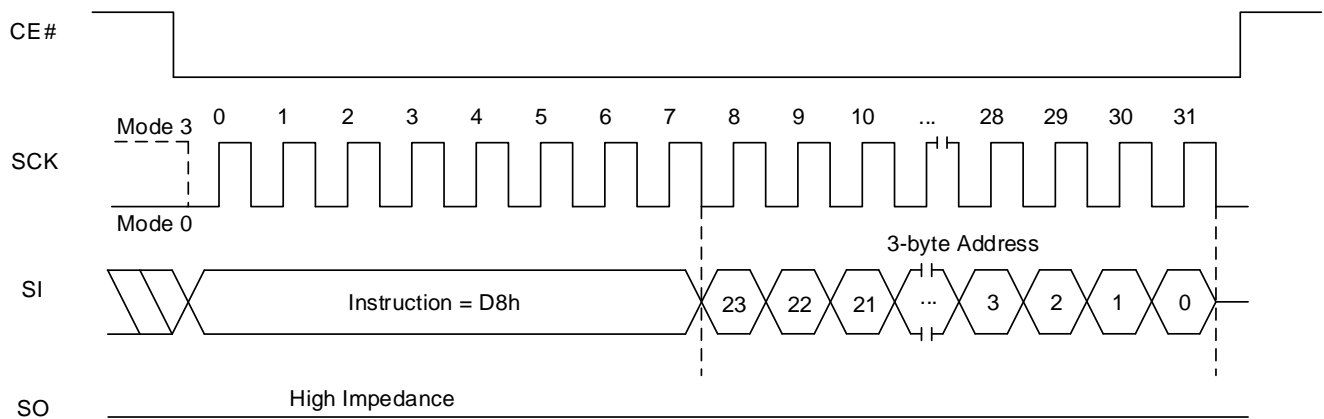 CE#
0 1 2 3 4 5 6 7 8 9 10 ... 28 29 30 31
Mode 3
SCK
Mode 0
3-byte Address
SI
Instruction = D8h 23 22 21 ... 3 2 1 0
High Impedance
SO